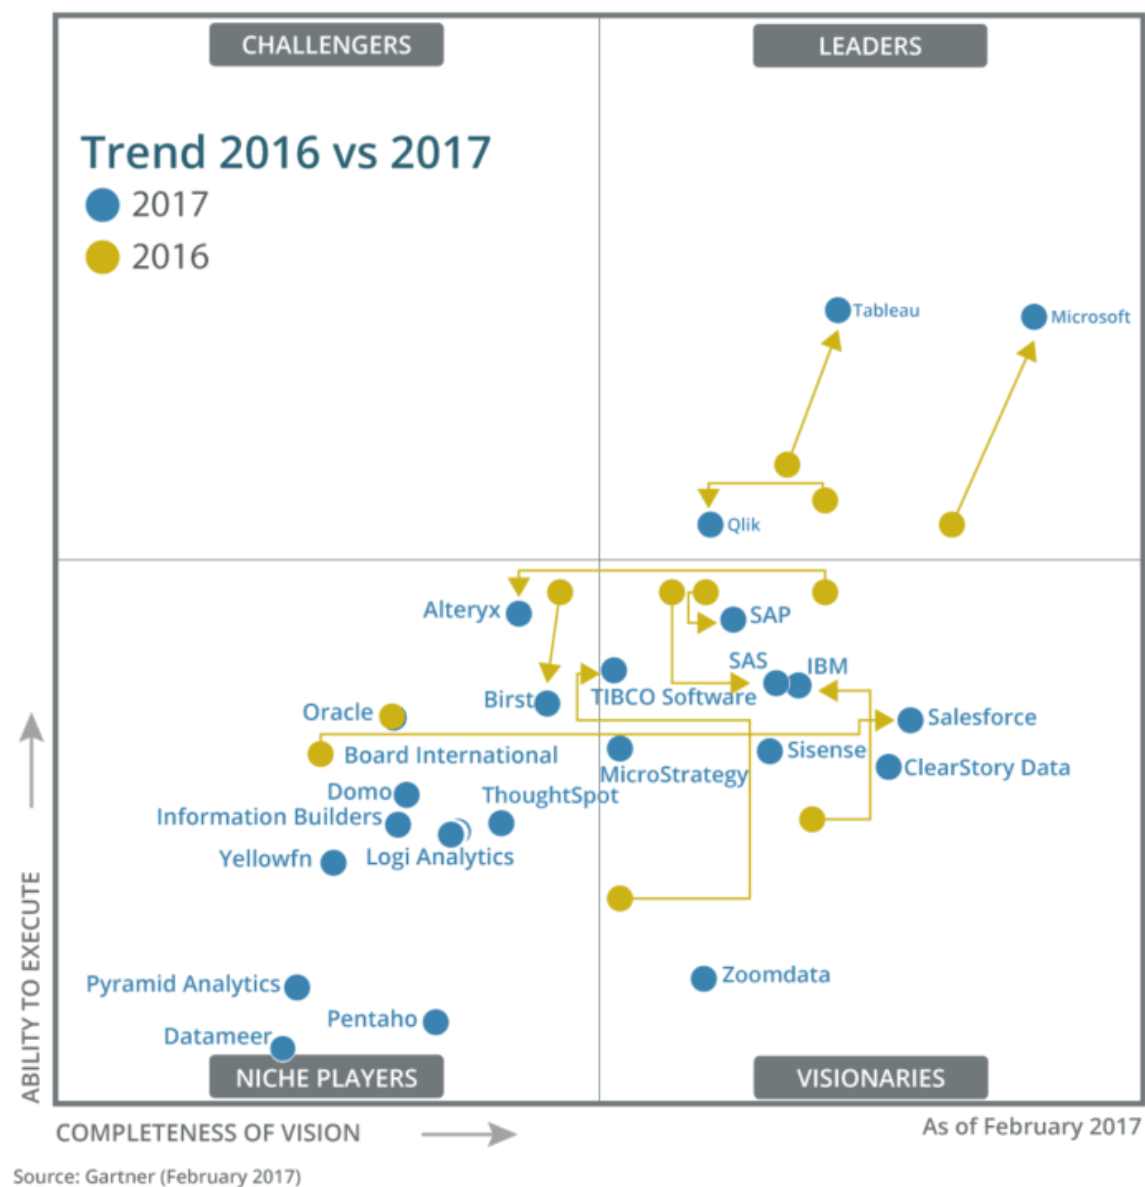 CHALLENGERS
LEADERS
Trend 2016 vs 2017
2017
2016
Tableau
Microsoft
Qlik
Alteryx
SAP
SAS
IBM
Birst
TIBCO Software
Oracle
Salesforce
Board International
Sisense
MicroStrategy
ClearStory Data
Domo
ThoughtSpot
Information Builders
Logi Analytics
Yellowfn
Zoomdata
Pyramid Analytics
Pentaho
Datameer
NICHE PLAYERS
VISIONARIES
ABILITY TO EXECUTE
COMPLETENESS OF VISION
As of February 2017
Source: Gartner (February 2017)